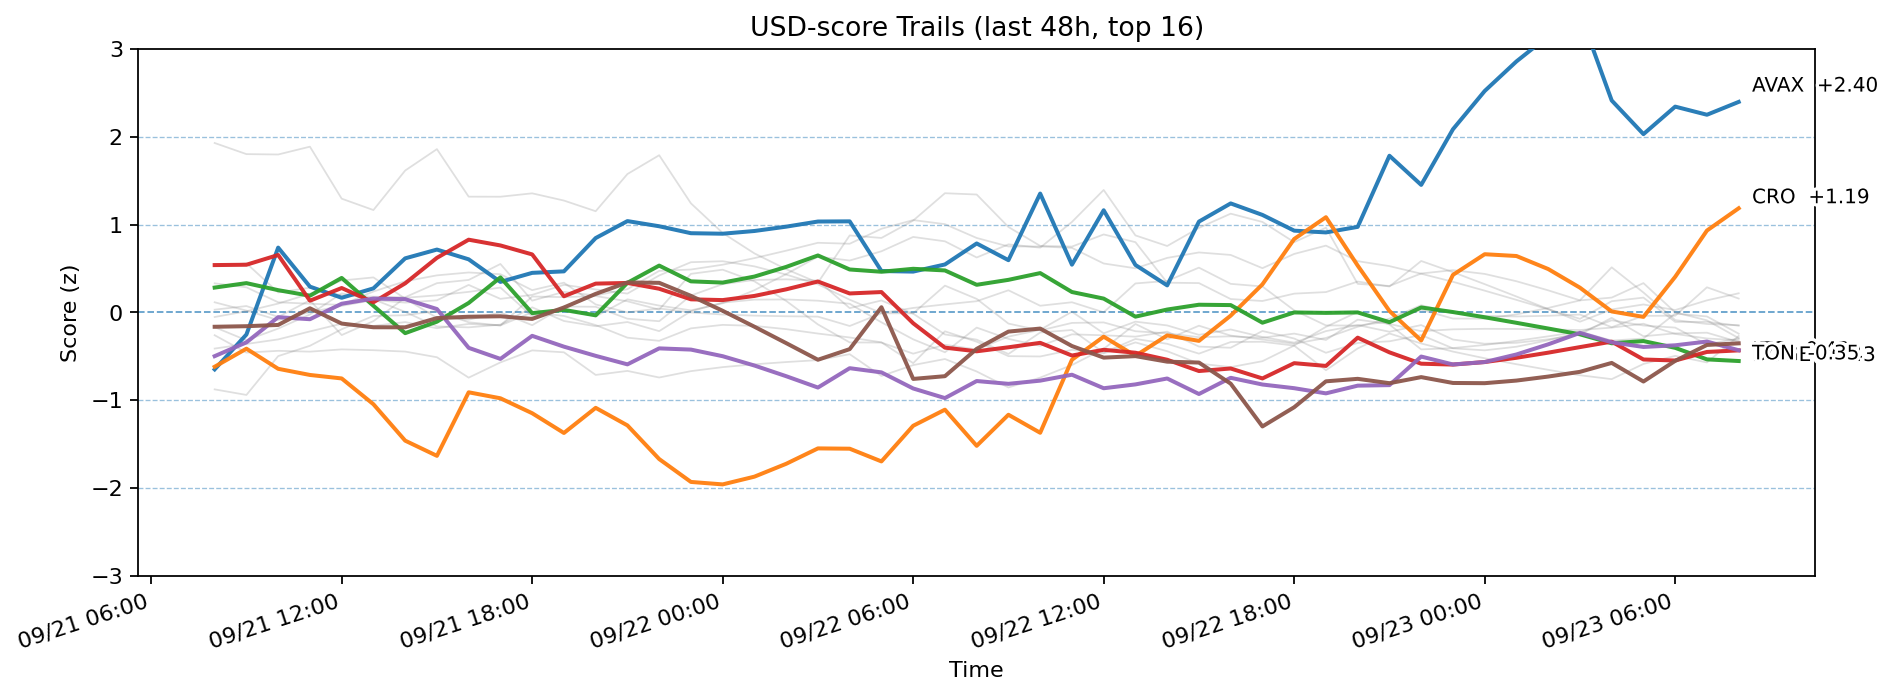 USD-score Trails (last 48h, top 16)
3
2
1
0
−1
−2
−3
Score (z)
AVAX +2.40
CRO +1.19
TON -0.35
09/21 06:00
09/21 12:00
09/21 18:00
09/22 00:00
09/22 06:00
09/22 12:00
09/22 18:00
09/23 00:00
09/23 06:00
Time